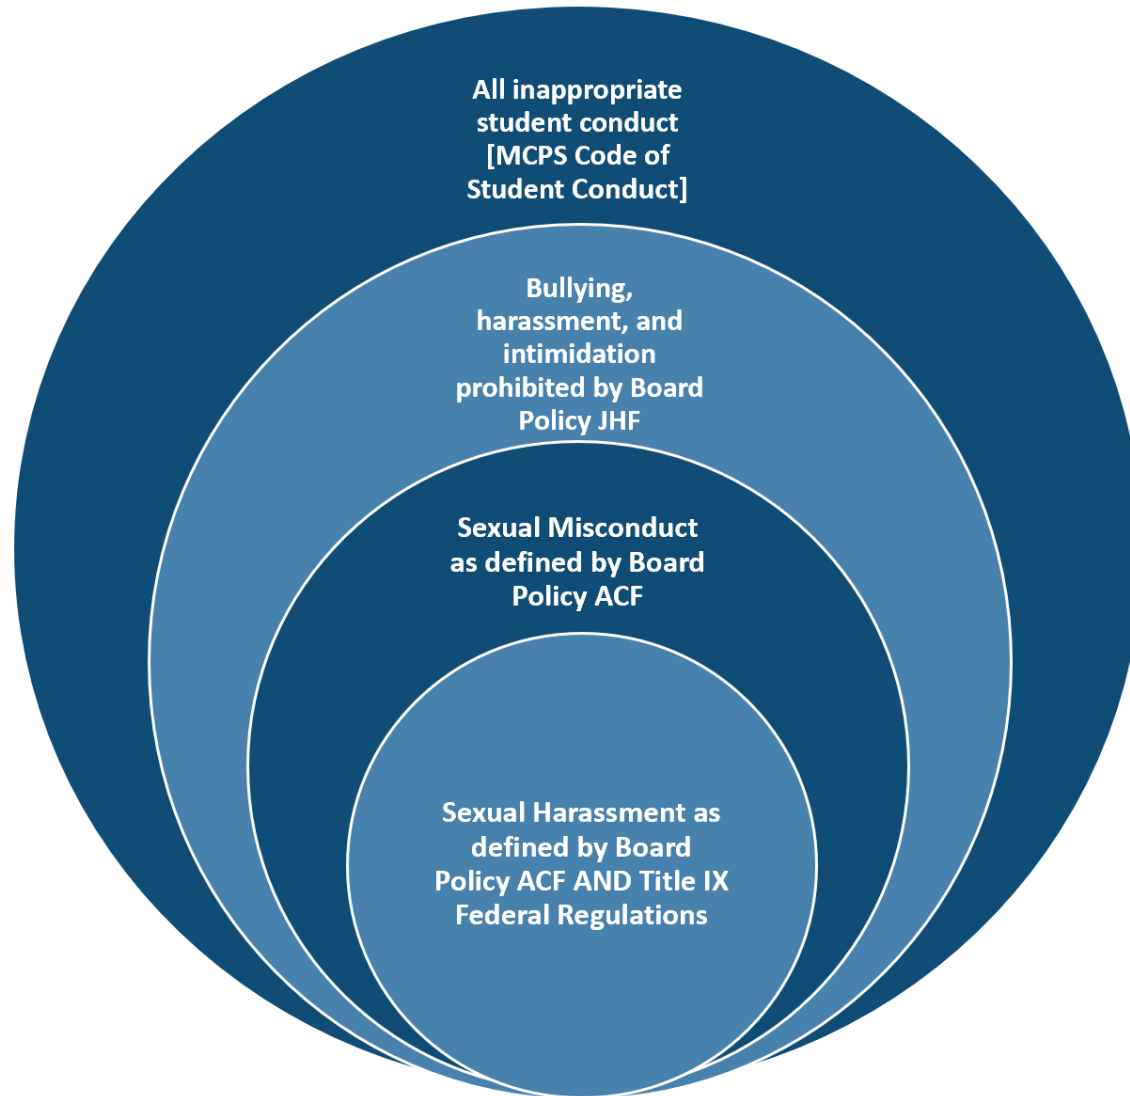 All inappropriate
student conduct
[MCPS Code of
Student Conduct]
Bullying,
harassment, and
intimidation
prohibited by Board
Policy JHF
Sexual Misconduct
as defined by Board
Policy ACF
Sexual Harassment as
defined by Board
Policy ACF AND Title IX
Federal Regulations